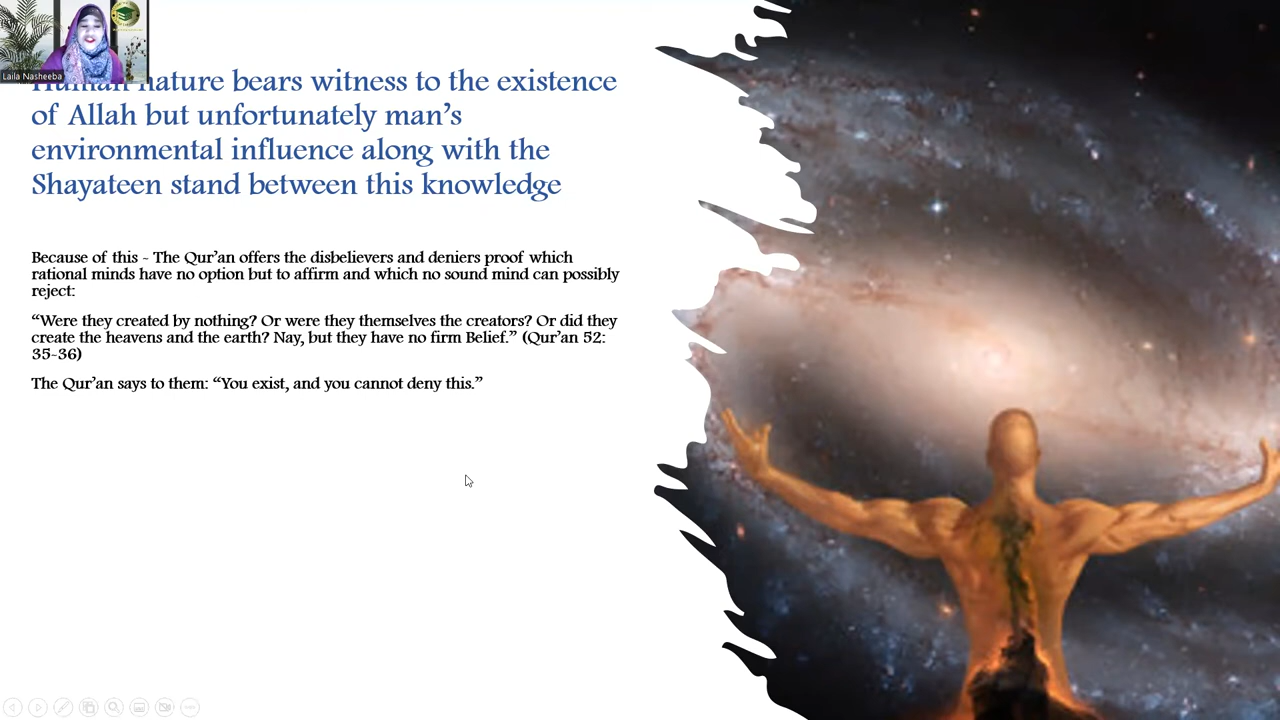 Laila Nasheeba
Human nature bears witness to the existence
of Allah but unfortunately man’s
environmental influence along with the
Shayateen stand between this knowledge
Because of this - The Qur’an offers the disbelievers and deniers proof which
rational minds have no option but to affirm and which no sound mind can possibly
reject:
“Were they created by nothing? Or were they themselves the creators? Or did they
create the heavens and the earth? Nay, but they have no firm Belief.” (Qur’an 52:
35-36)
The Qur’an says to them: “You exist, and you cannot deny this.”